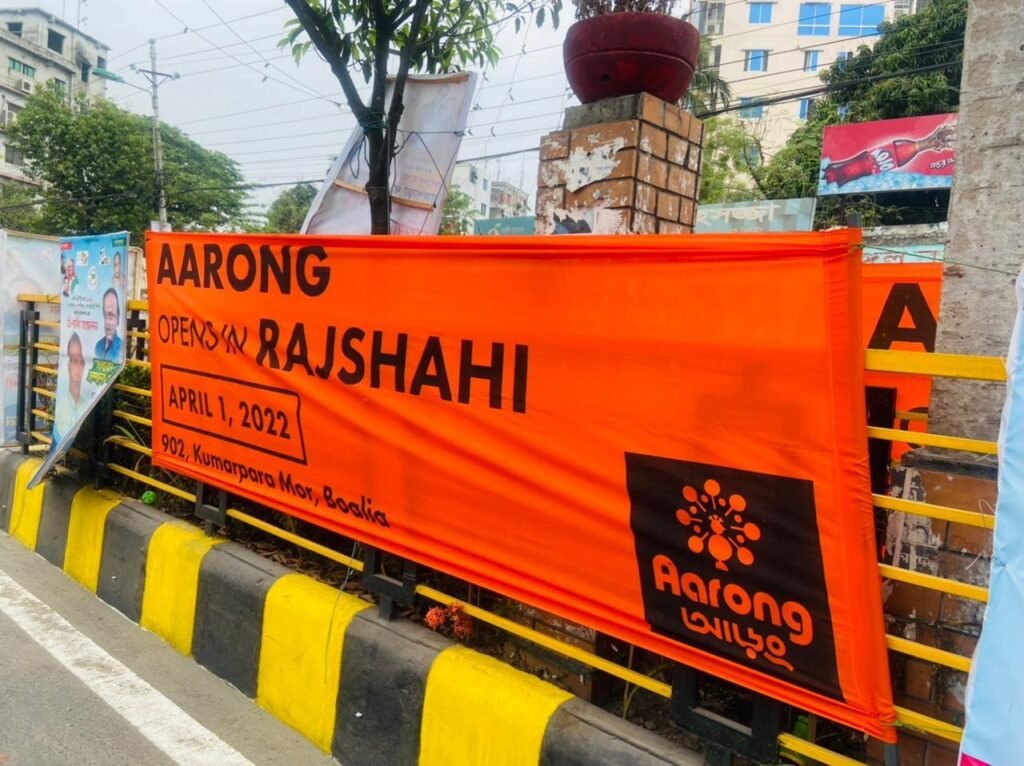 AARONG
OPENS IN RAJSHAHI
APRIL 1, 2022
902, Kumarpara Mor, Boalia
Aarong
আড়ং
A